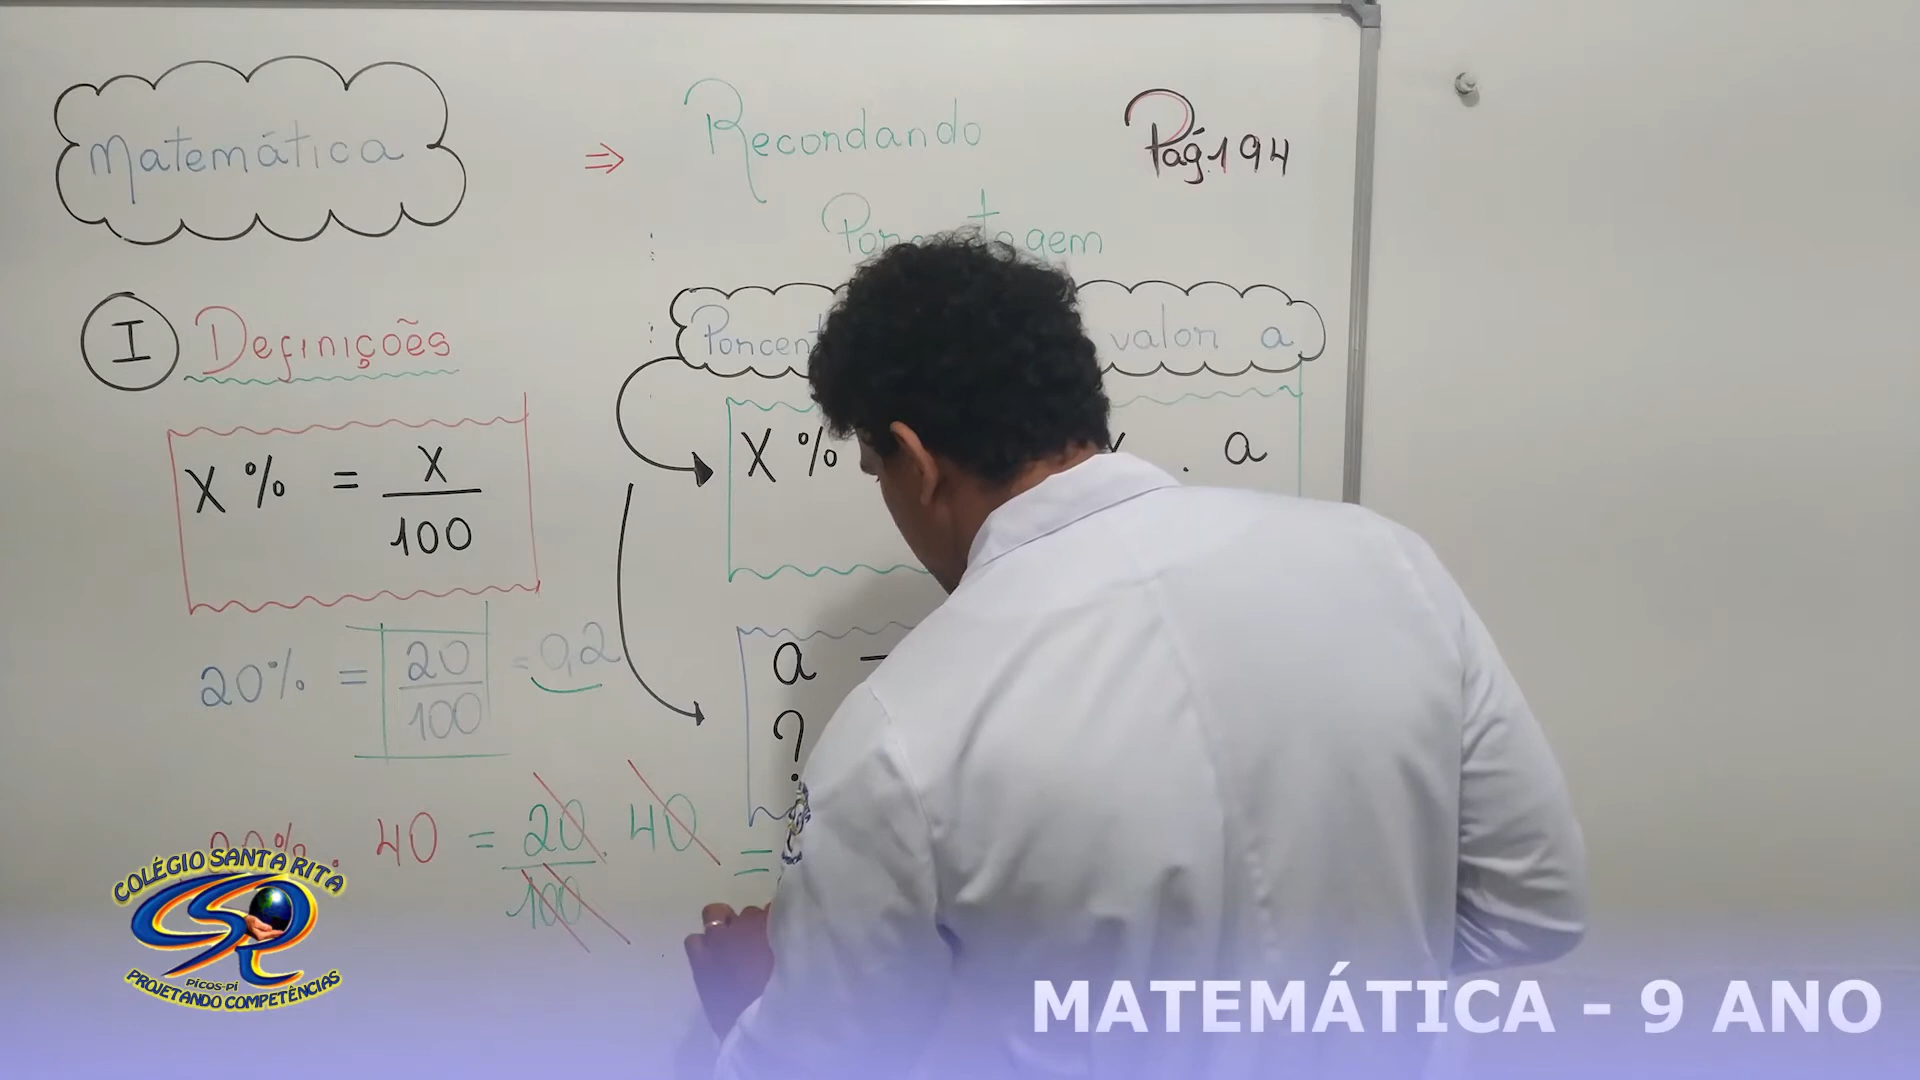 Matemática
⇒ Recordando
Pág.194
I Definições
X% = X/100
valor a
X% . a
20% = 20/100 = 0,2
a
?
40 = 20/100 . 40 =
COLÉGIO SANTA RITA
PICOS-PI
PROJETANDO COMPETÊNCIAS
MATEMÁTICA - 9 ANO